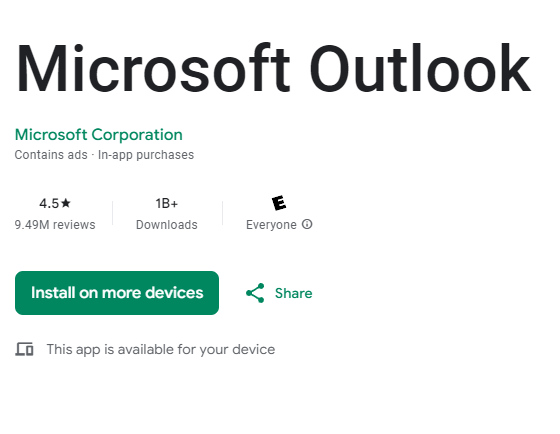 Microsoft Outlook
Microsoft Corporation
Contains ads · In-app purchases
4.5★ 1B+ E
9.49M reviews Downloads Everyone
Install on more devices Share
This app is available for your device